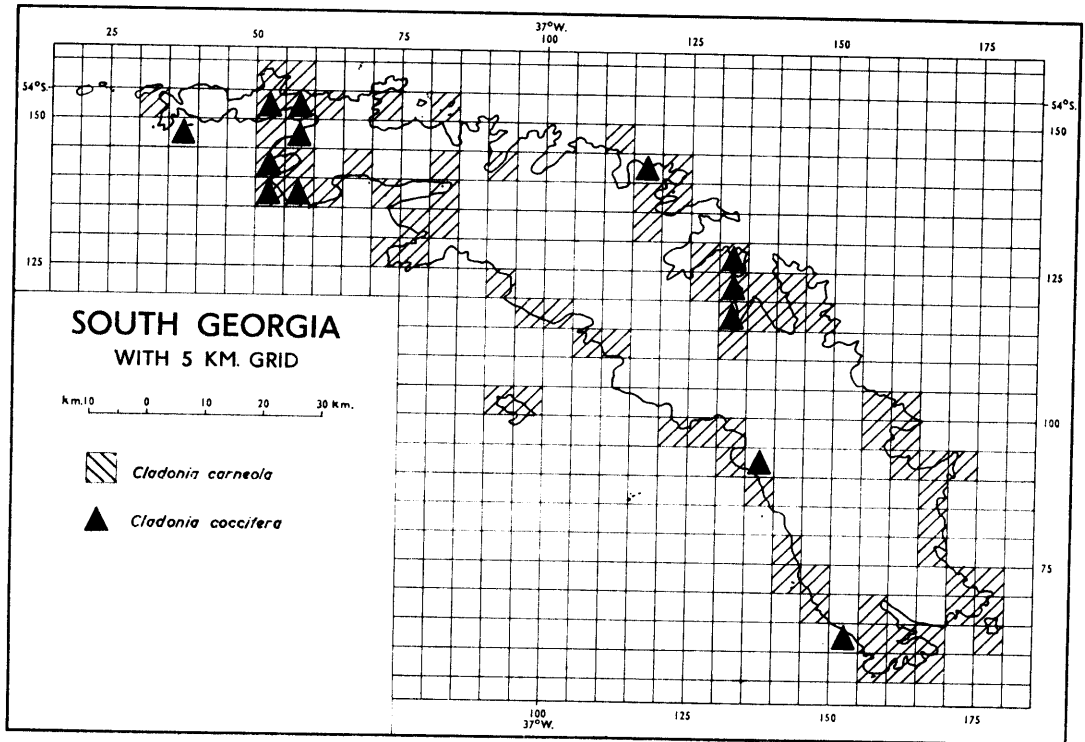 37°W.
25 50 75 100 125 150 175
54°S.
54°S.
150
150
125
125
SOUTH GEORGIA
WITH 5 KM. GRID
km.10 0 10 20 30 km.
100
Cladonia carneola
Cladonia coccifera
75
100 125 150 175
37°W.